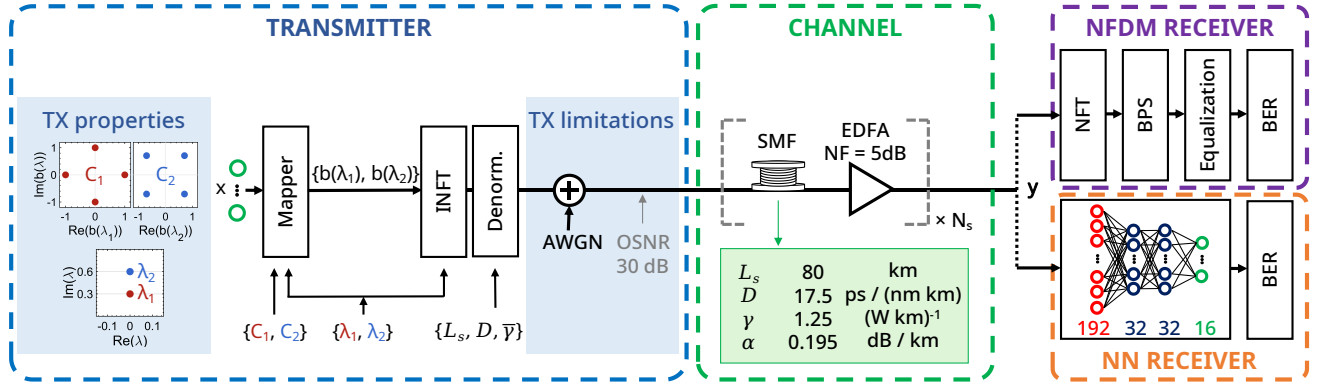 TRANSMITTER
TX properties
Im(b(λ))
1
0
-1
C₁
C₂
-1 0 1
-1 0 1
Re(b(λ₁)) Re(b(λ₂))
Im(λ)
0.6
0.3
λ₂
λ₁
-0.1 0 0.1
Re(λ)
x
Mapper
{b(λ₁), b(λ₂)}
INFT
Denorm.
{C₁, C₂}
{λ₁, λ₂}
{Lₛ, D, γ̅}
TX limitations
AWGN
OSNR
30 dB
CHANNEL
SMF
EDFA
NF = 5dB
× Nₛ
Lₛ 80 km
D 17.5 ps / (nm km)
γ 1.25 (W km)⁻¹
α 0.195 dB / km
y
NFDM RECEIVER
NFT
BPS
Equalization
BER
192 32 32 16
BER
NN RECEIVER